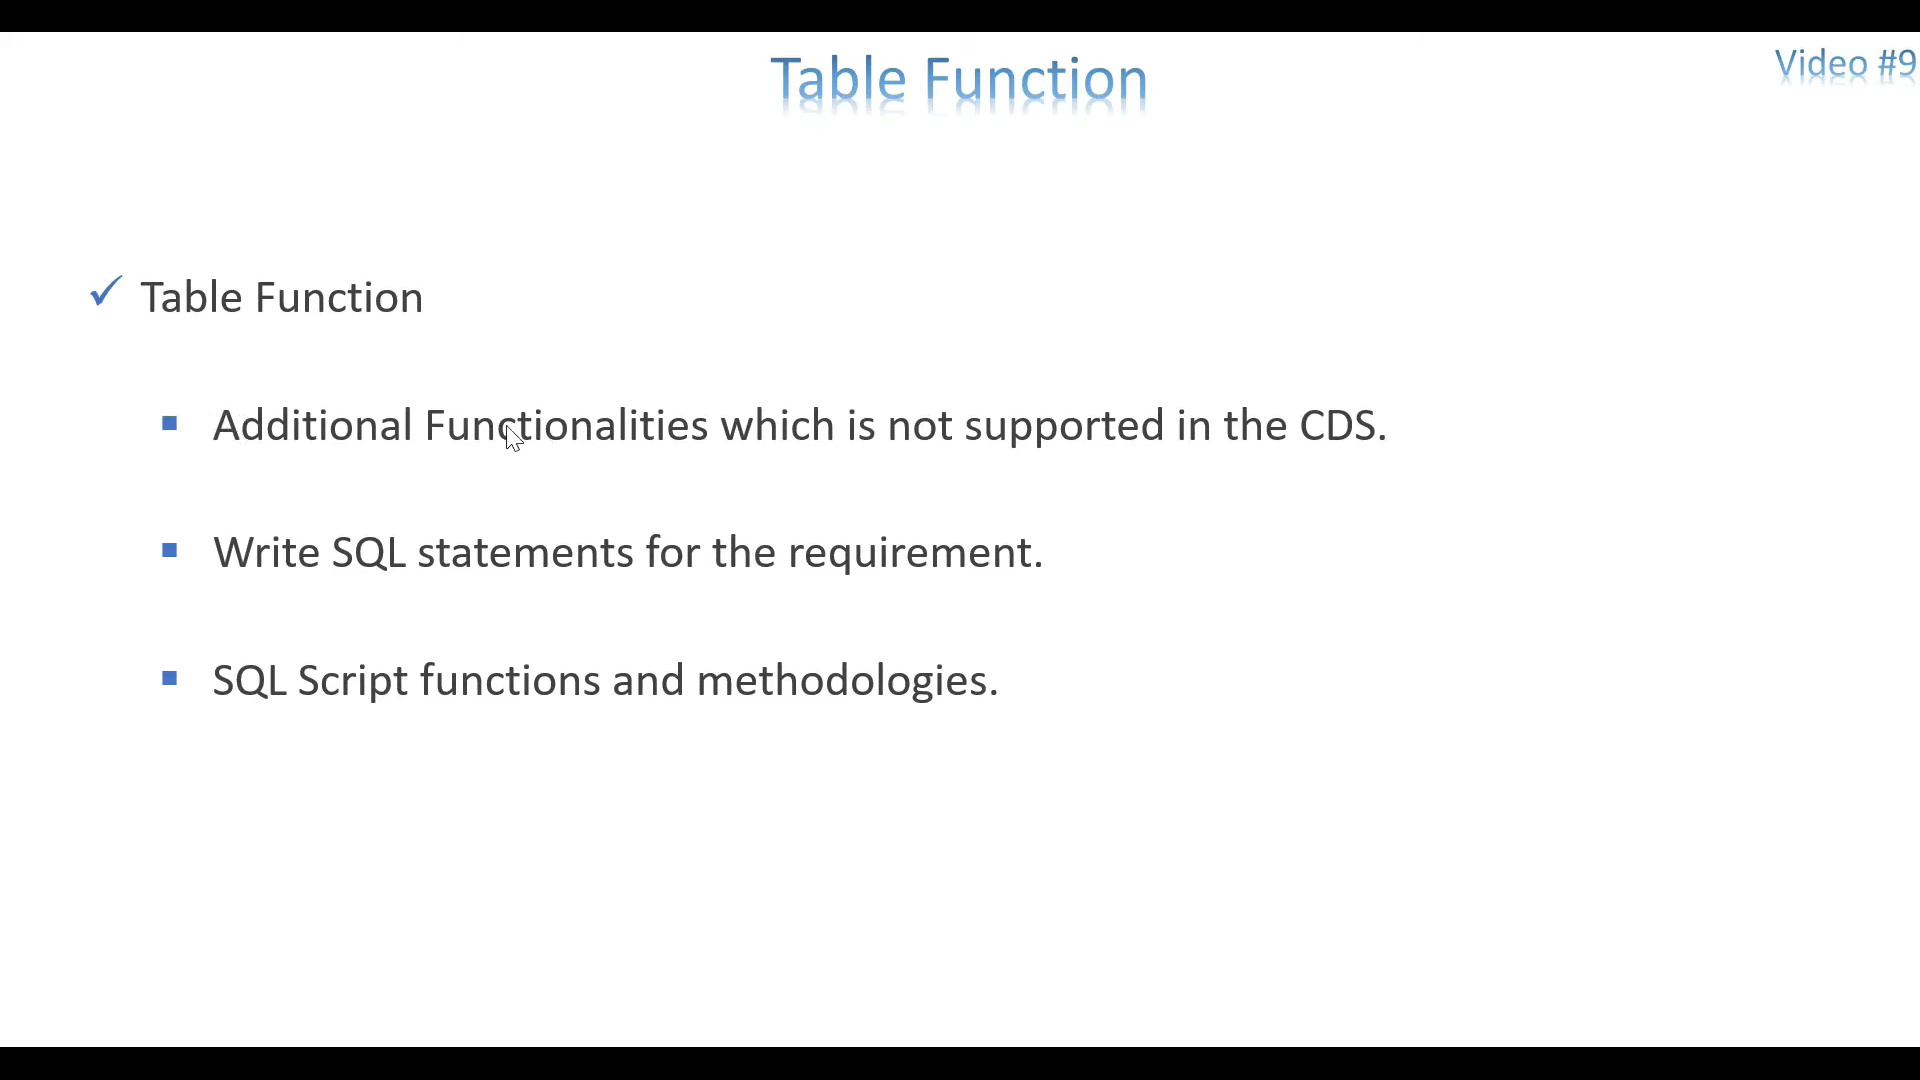 Table Function
Video #9
Table Function
Additional Functionalities which is not supported in the CDS.
Write SQL statements for the requirement.
SQL Script functions and methodologies.